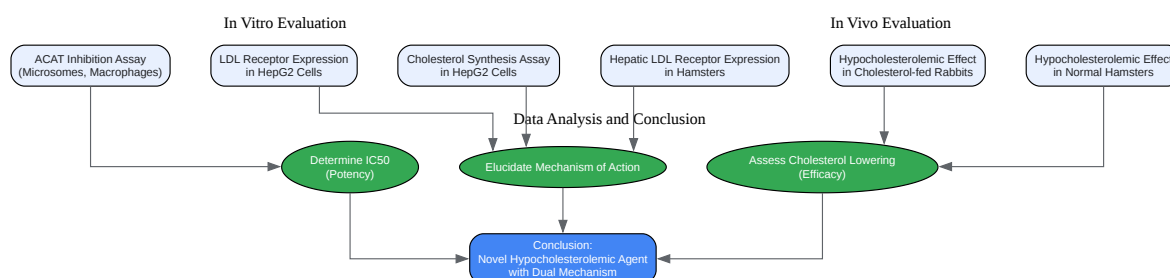 In Vitro Evaluation
In Vivo Evaluation
ACAT Inhibition Assay
(Microsomes, Macrophages)
LDL Receptor Expression
in HepG2 Cells
Cholesterol Synthesis Assay
in HepG2 Cells
Hepatic LDL Receptor Expression
in Hamsters
Hypocholesterolemic Effect
in Cholesterol-fed Rabbits
Hypocholesterolemic Effect
in Normal Hamsters
Data Analysis and Conclusion
Determine IC50
(Potency)
Elucidate Mechanism of Action
Assess Cholesterol Lowering
(Efficacy)
Conclusion:
Novel Hypocholesterolemic Agent
with Dual Mechanism